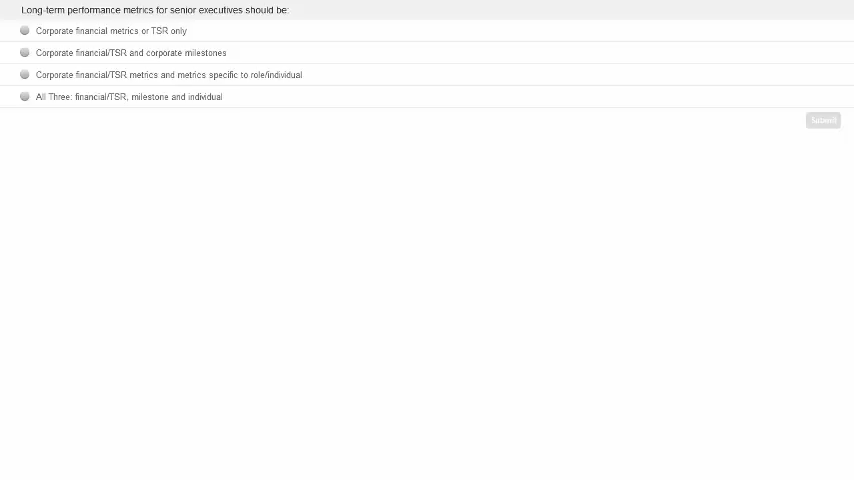 Long-term performance metrics for senior executives should be:
Corporate financial metrics or TSR only
Corporate financial/TSR and corporate milestones
Corporate financial/TSR metrics and metrics specific to role/individual
All Three: financial/TSR, milestone and individual
Submit